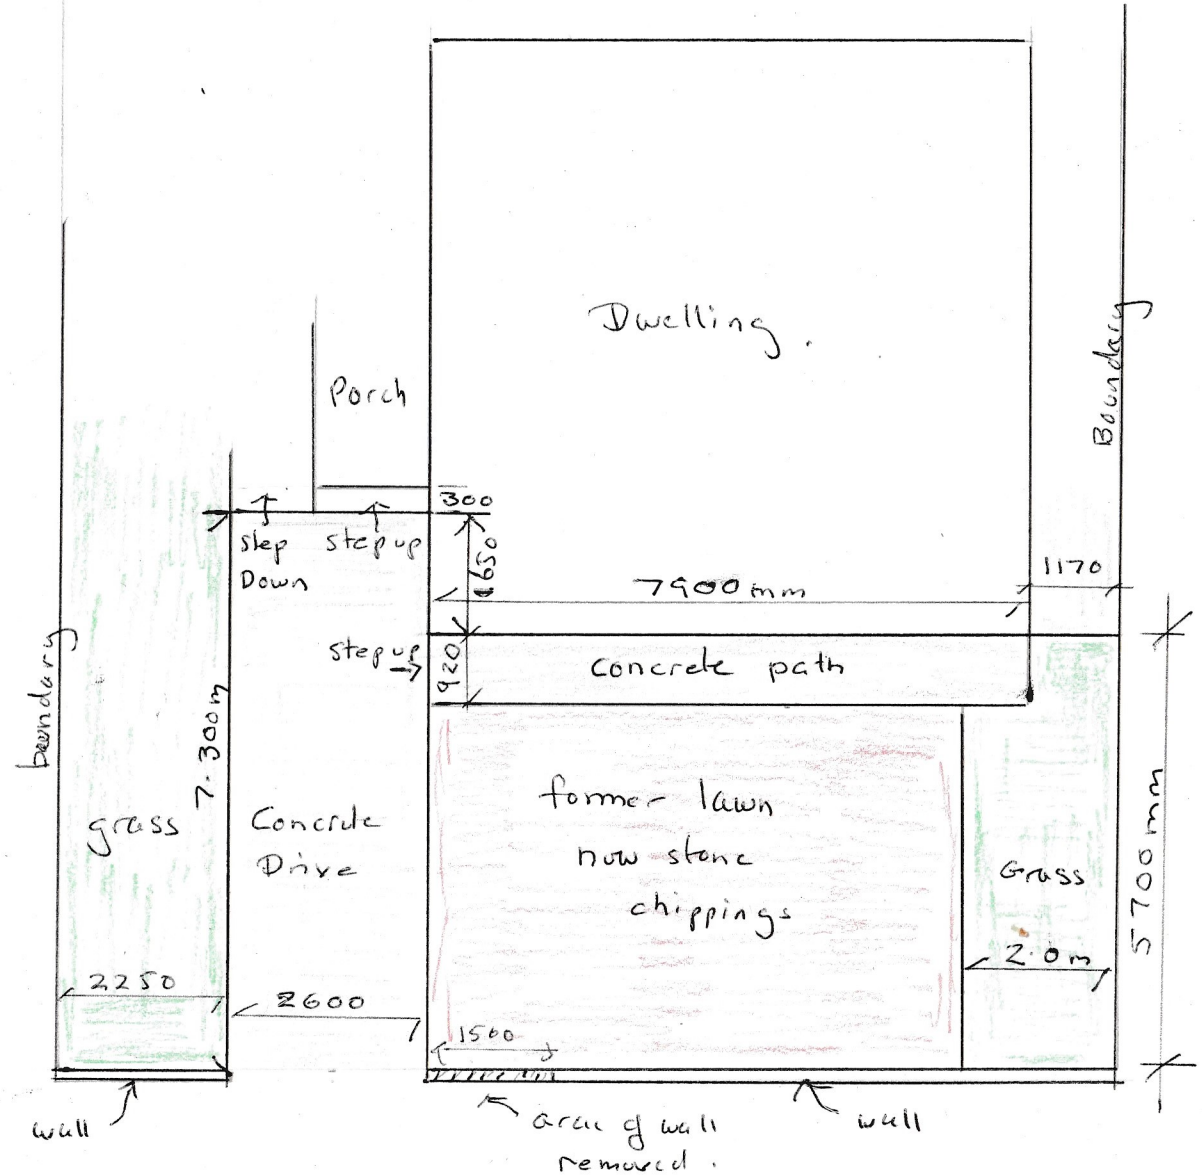 Dwelling.
Porch
Boundary
300
step
Down
step up
1650
1170
7900mm
step up
920
concrete path
boundary
7.300m
former lawn
now stone
chippings
grass
Concrete
Drive
Grass
5700mm
2.0m
2250
2600
1500
wall
area of wall
removed.
wall